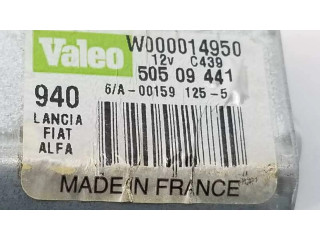 Valeo W000014950
12v C439
505 09 441
940 6/A-00159 125-5
LANCIA
FIAT
ALFA
MADE IN FRANCE